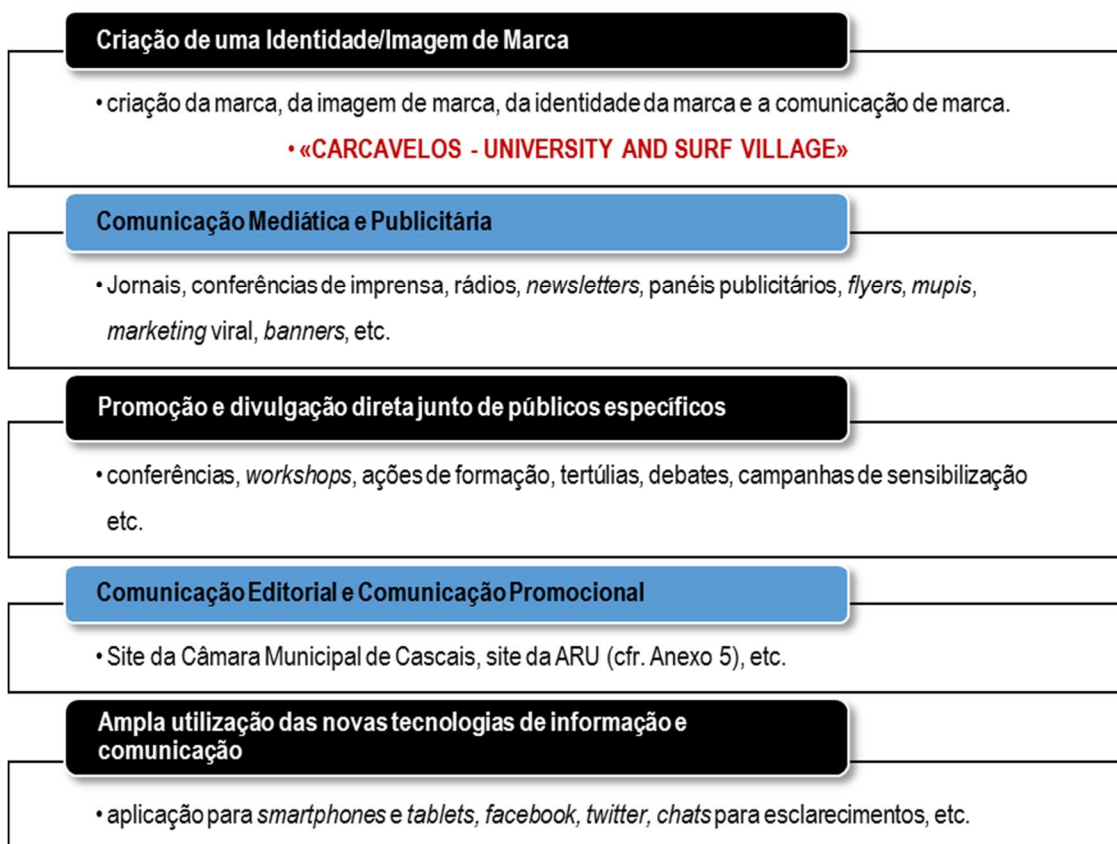 Criação de uma Identidade/Imagem de Marca
• criação da marca, da imagem de marca, da identidade da marca e a comunicação de marca.
• «CARCAVELOS - UNIVERSITY AND SURF VILLAGE»
Comunicação Mediática e Publicitária
• Jornais, conferências de imprensa, rádios, newsletters, panéis publicitários, flyers, mupis,
marketing viral, banners, etc.
Promoção e divulgação direta junto de públicos específicos
• conferências, workshops, ações de formação, tertúlias, debates, campanhas de sensibilização
etc.
Comunicação Editorial e Comunicação Promocional
• Site da Câmara Municipal de Cascais, site da ARU (cfr. Anexo 5), etc.
Ampla utilização das novas tecnologias de informação e
comunicação
• aplicação para smartphones e tablets, facebook, twitter, chats para esclarecimentos, etc.